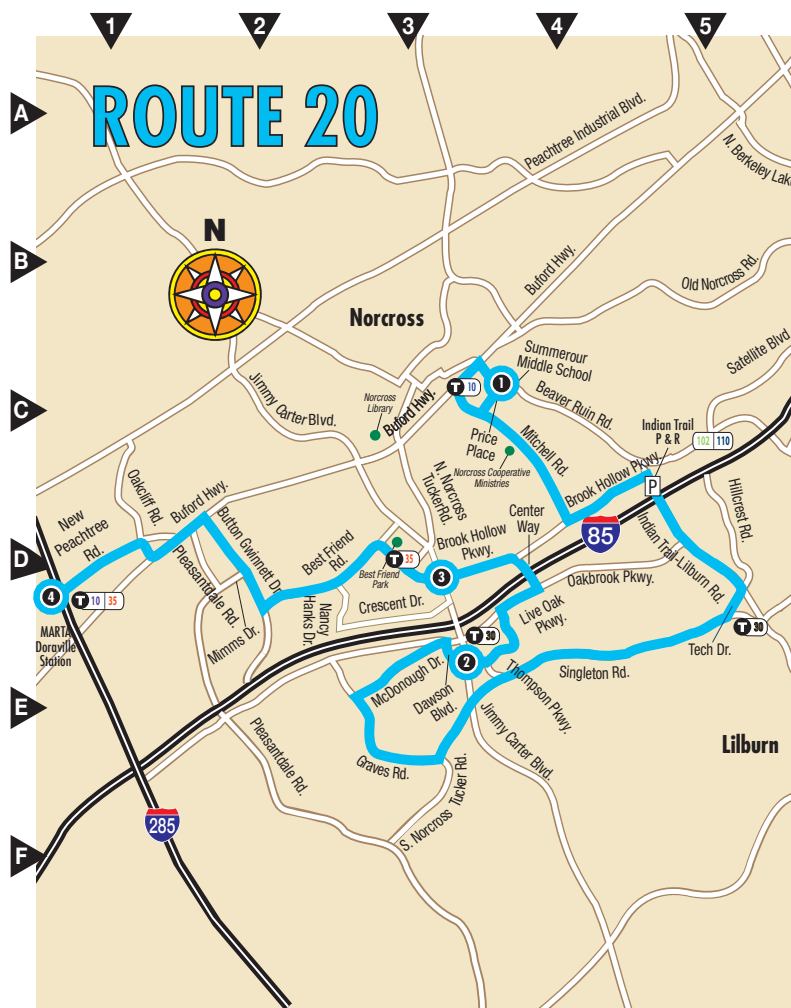 1 2 3 4 5
A
B
C
D
E
F
ROUTE 20
N
Peachtree Industrial Blvd.
N. Berkeley Lake
Buford Hwy.
Old Norcross Rd.
Norcross
Satellite Blvd.
Summerour
Middle School
Jimmy Carter Blvd.
Norcross
Library
Buford Hwy.
T 10
1
Beaver Ruin Rd.
Price
Place
Mitchell Rd.
Norcross Cooperative
Ministries
Indian Trail
P & R
102 110
P
Brook Hollow Pkwy.
Hillcrest Rd.
Oakcliff Rd.
Buford Hwy.
New
Peachtree
Rd.
Button Gwinnett Dr.
Pleasantdale Rd.
Mimms Dr.
Best Friend
Rd.
Best Friend
Park
T 35
N. Norcross
Tucker Rd.
Brook Hollow
Pkwy.
Center
Way
85
Indian Trail-Lilburn Rd.
Oakbrook Pkwy.
3
Crescent Dr.
Nancy
Hanks Dr.
4
T 10 35
MARTA
Doraville
Station
Live Oak
Pkwy.
T 30
2
T 30
Tech Dr.
McDonough Dr.
Dawson
Blvd.
Thompson Pkwy.
Singleton Rd.
Jimmy Carter Blvd.
Lilburn
Pleasantdale Rd.
Graves Rd.
S. Norcross Tucker Rd.
285